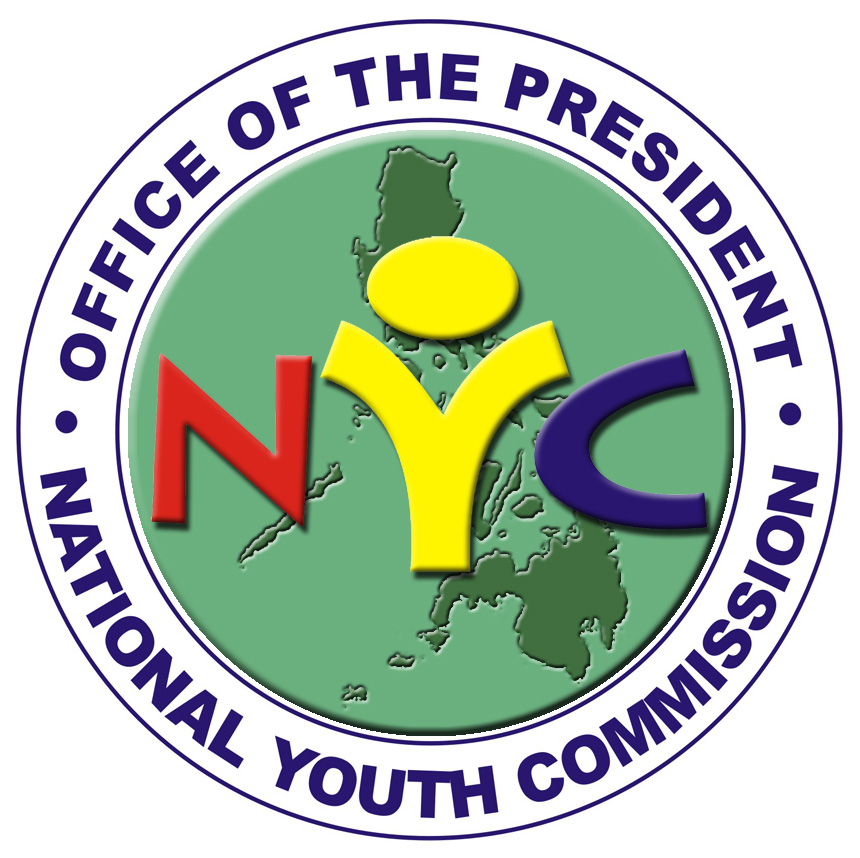 OFFICE OF THE PRESIDENT
NYC
• NATIONAL YOUTH COMMISSION •